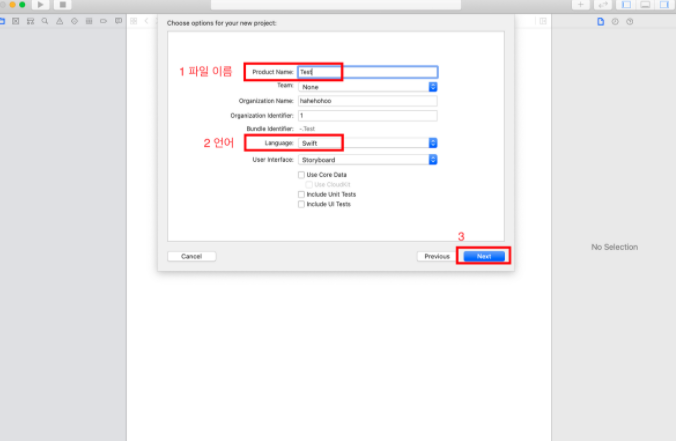 Choose options for your new project:
1 파일 이름
Product Name: Test
Team: None
Organization Name: hahehohoo
Organization Identifier: 1
Bundle Identifier: -.Test
2 언어
Language: Swift
User Interface: Storyboard
Use Core Data
Use CloudKit
Include Unit Tests
Include UI Tests
3
Cancel
Previous
Next
No Selection